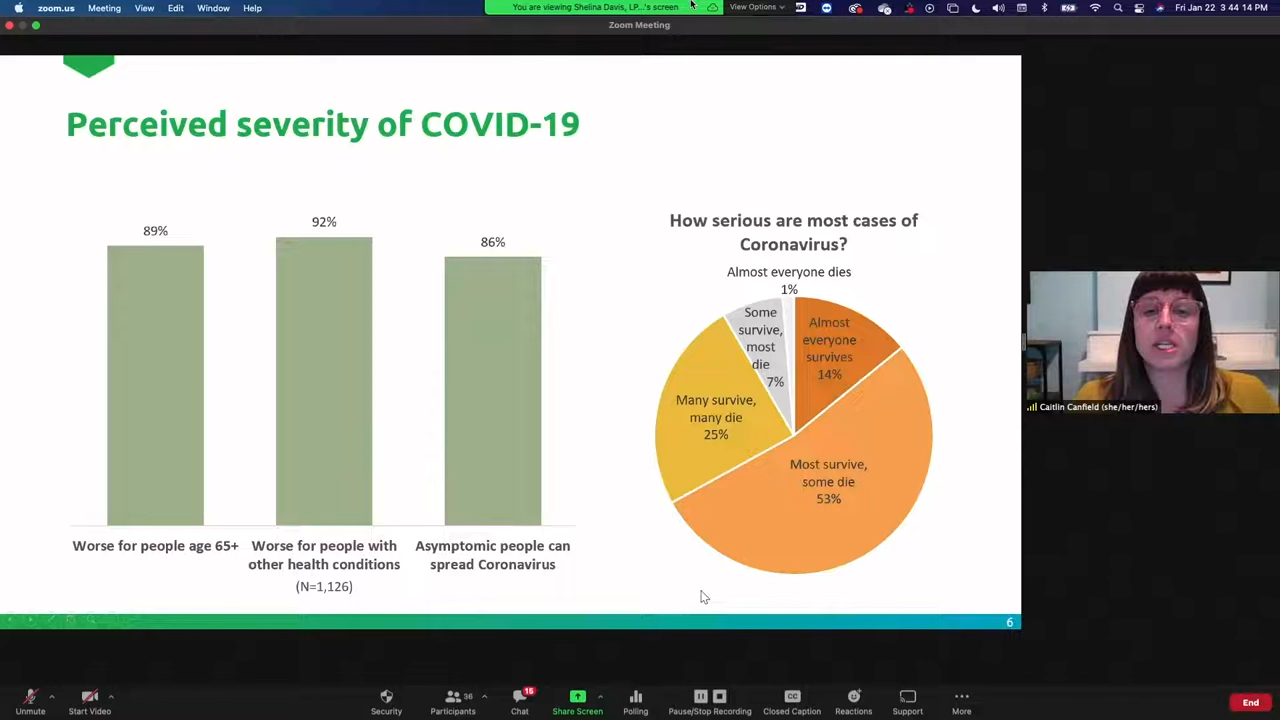 zoom.us Meeting View Edit Window Help
You are viewing Shelina Davis, LP...'s screen
View Options
Fri Jan 22 3 44 14 PM
Zoom Meeting
Perceived severity of COVID-19
89%
92%
86%
Worse for people age 65+
Worse for people with
other health conditions
(N=1,126)
Asymptomic people can
spread Coronavirus
How serious are most cases of
Coronavirus?
Almost everyone dies
1%
Some
survive,
most
die
7%
Almost
everyone
survives
14%
Many survive,
many die
25%
Most survive,
some die
53%
6
Caitlin Canfield (she/her/hers)
Unmute
Start Video
Security
36
Participants
15
Chat
Share Screen
Polling
Pause/Stop Recording
CC
Closed Caption
Reactions
Support
More
End